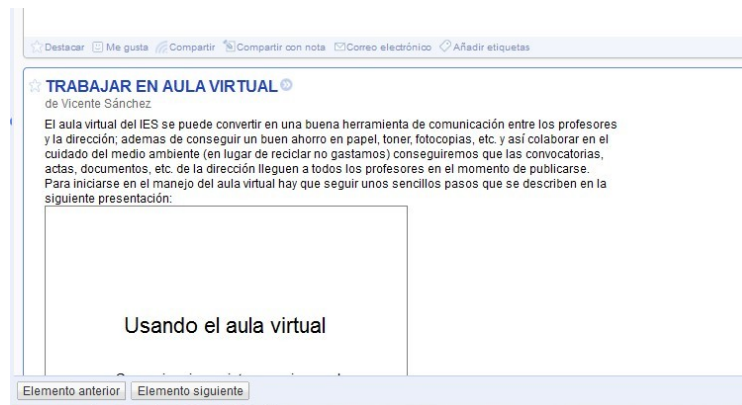 Destacar Me gusta Compartir Compartir con nota Correo electrónico Añadir etiquetas
TRABAJAR EN AULA VIRTUAL
de Vicente Sánchez
El aula virtual del IES se puede convertir en una buena herramienta de comunicación entre los profesores
y la dirección; ademas de conseguir un buen ahorro en papel, toner, fotocopias, etc. y así colaborar en el
cuidado del medio ambiente (en lugar de reciclar no gastamos) conseguiremos que las convocatorias,
actas, documentos, etc. de la dirección lleguen a todos los profesores en el momento de publicarse.
Para iniciarse en el manejo del aula virtual hay que seguir unos sencillos pasos que se describen en la
siguiente presentación:
Usando el aula virtual
Elemento anterior Elemento siguiente